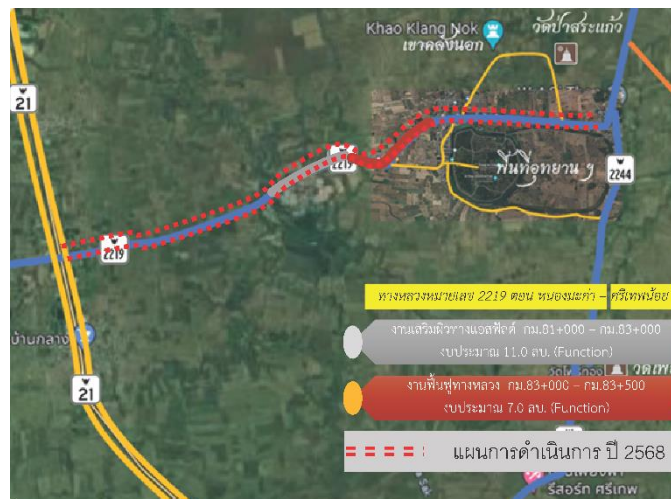 Khao Klang Nok
เขาคลังนอก
วัดป่าสระแก้ว
21
2219
พื้นที่อุทยาน ฯ
2244
2219
ทางหลวงหมายเลข 2219 ตอน หนองมะค่า – ศรีเทพน้อย
งานเสริมผิวทางแอสฟัลต์ กม.81+000 – กม.83+000
งบประมาณ 11.0 ลบ. (Function)
บ้านกลาง
21
งานฟื้นฟูทางหลวง กม.83+000 – กม.83+500
งบประมาณ 7.0 ลบ. (Function)
แผนการดำเนินการ ปี 2568
รีสอร์ท ศรีเทพ